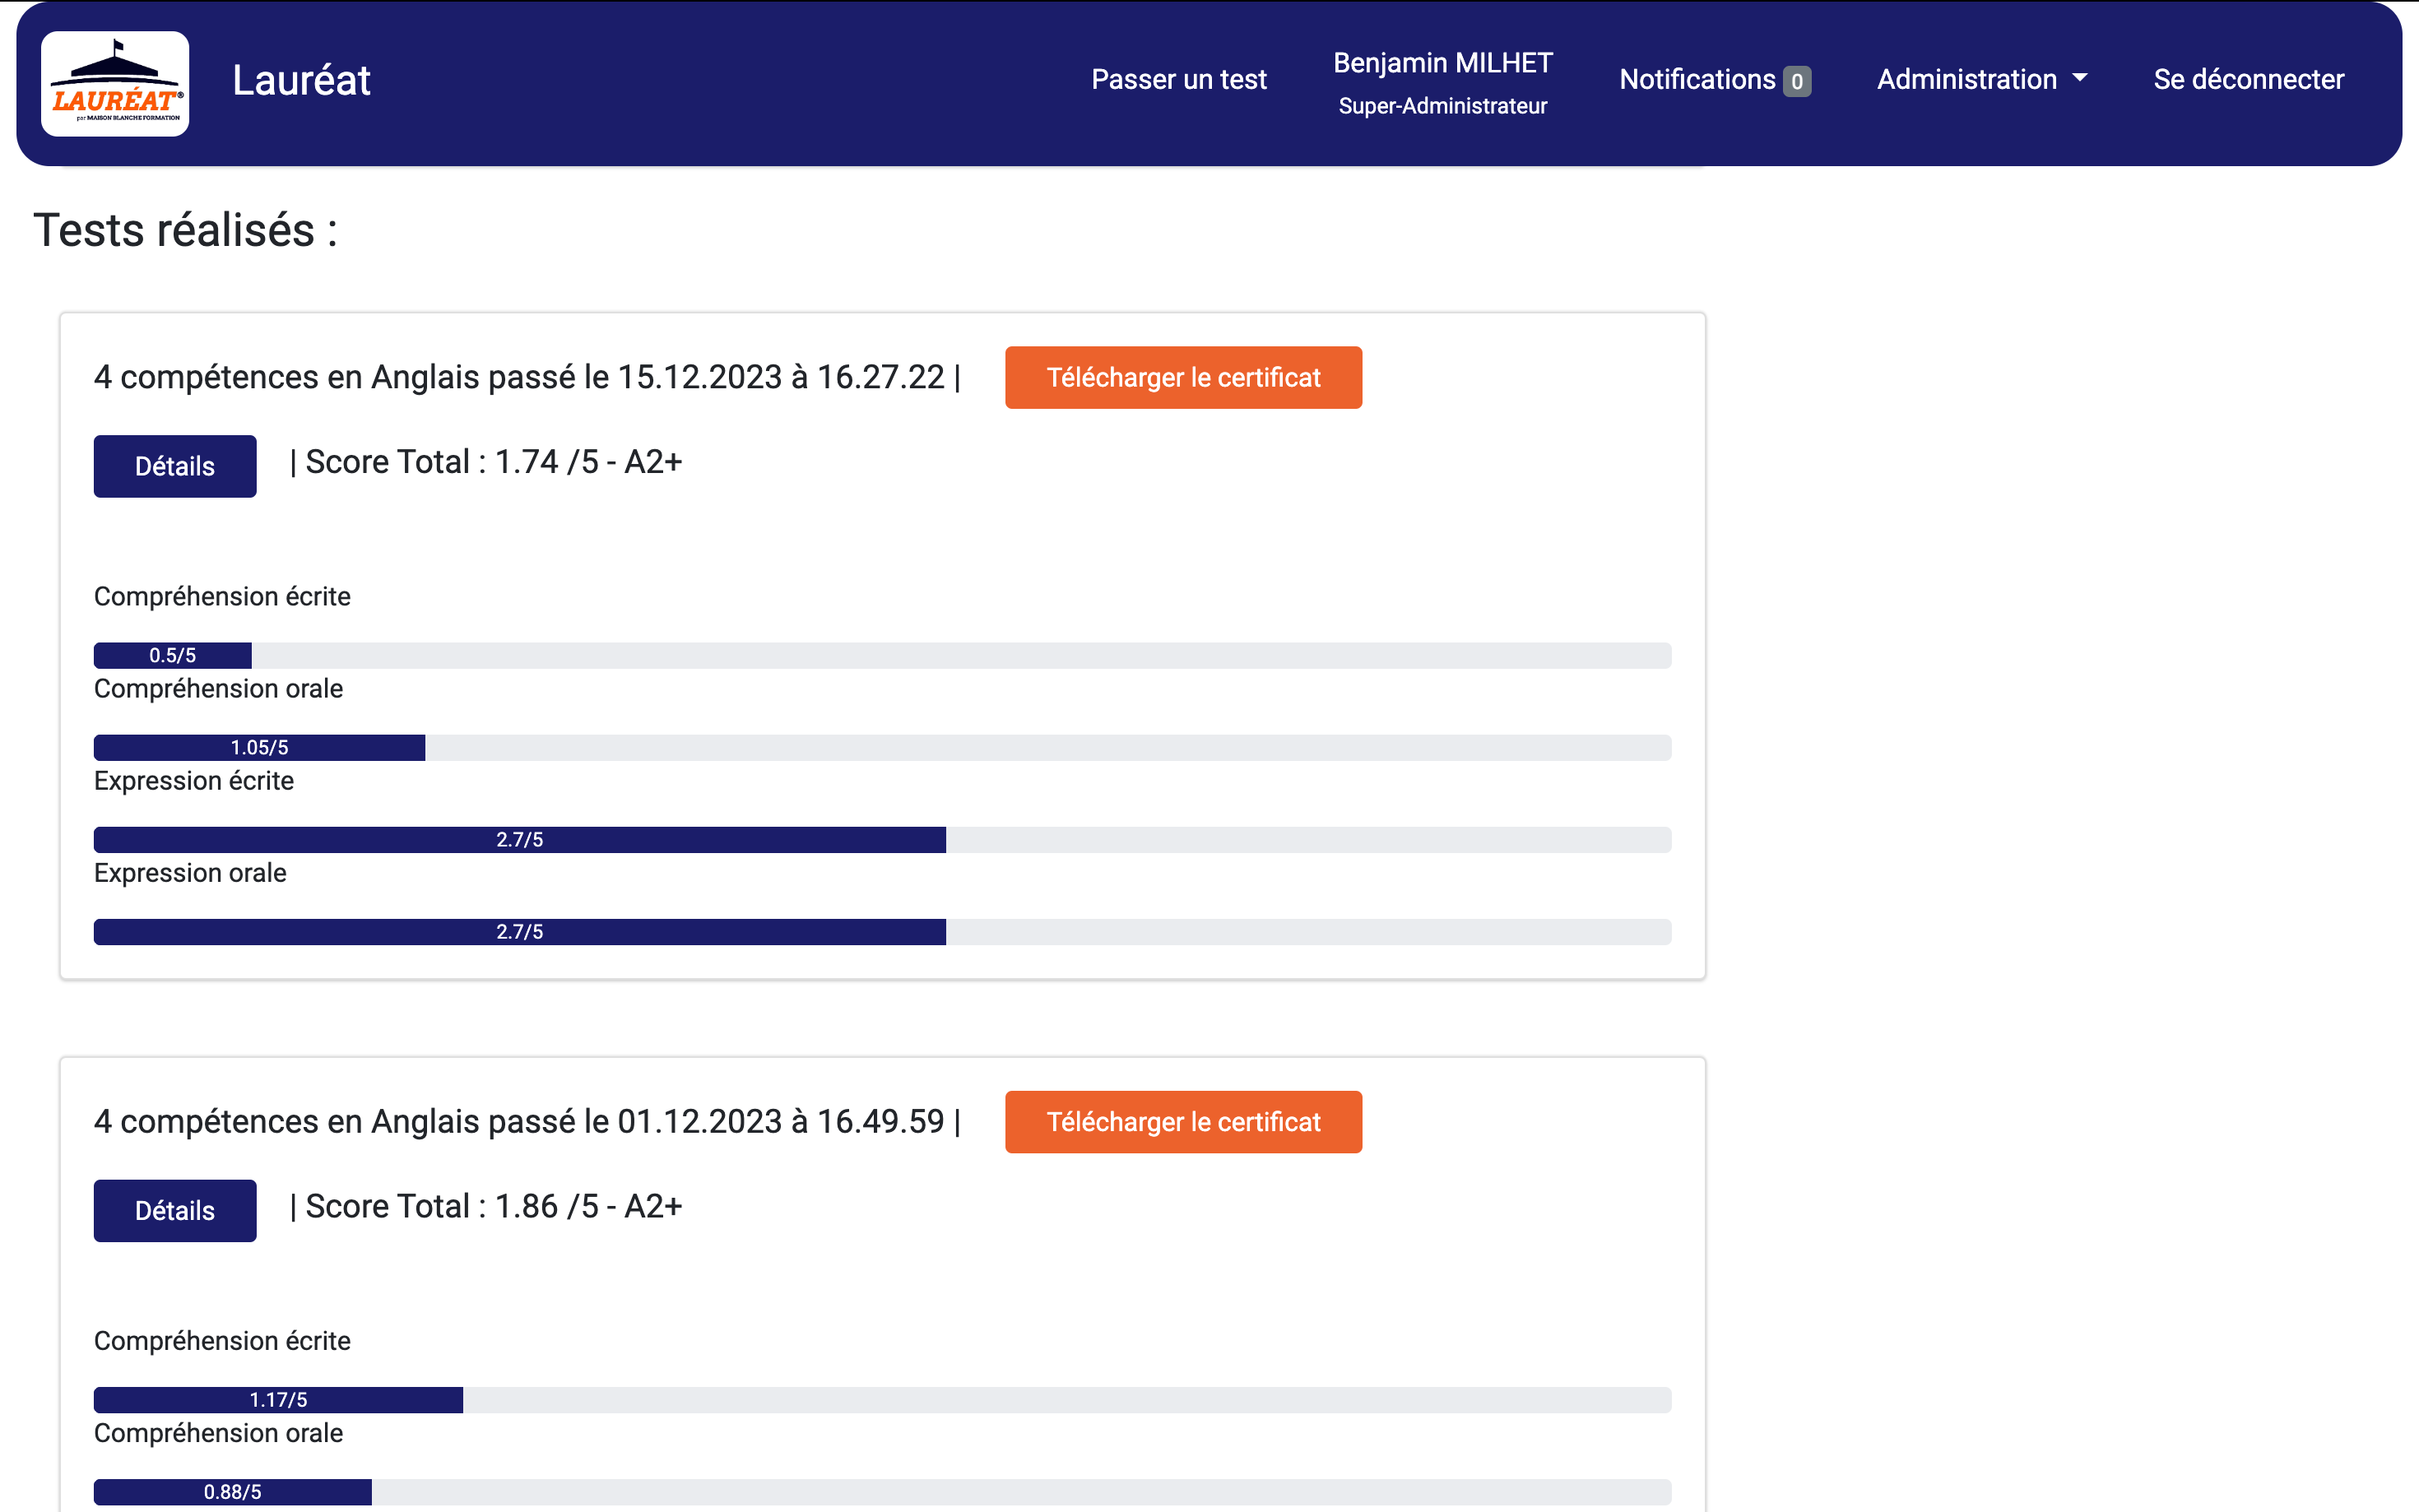 LAURÉAT®
par MAISON BLANCHE FORMATION
Lauréat
Passer un test
Benjamin MILHET
Super-Administrateur
Notifications 0
Administration
Se déconnecter
Tests réalisés :
4 compétences en Anglais passé le 15.12.2023 à 16.27.22 |
Télécharger le certificat
Détails
| Score Total : 1.74 /5 - A2+
Compréhension écrite
0.5/5
Compréhension orale
1.05/5
Expression écrite
2.7/5
Expression orale
2.7/5
4 compétences en Anglais passé le 01.12.2023 à 16.49.59 |
Télécharger le certificat
Détails
| Score Total : 1.86 /5 - A2+
Compréhension écrite
1.17/5
Compréhension orale
0.88/5